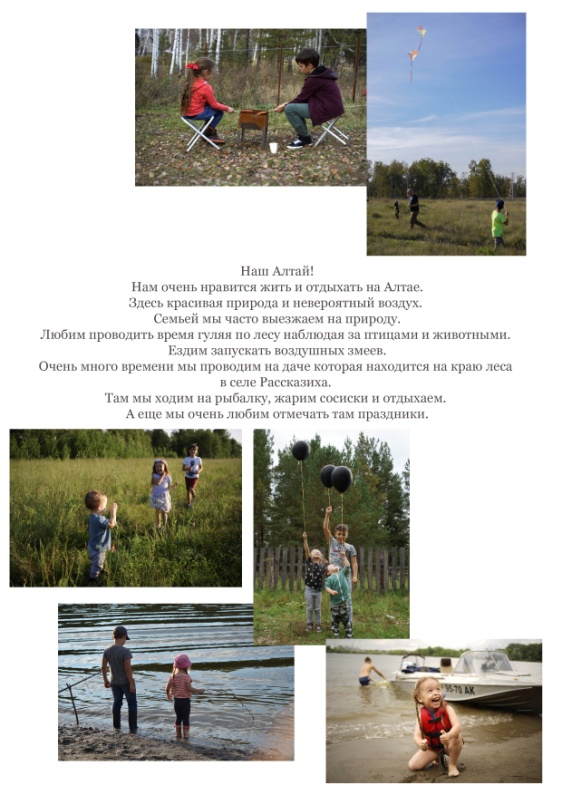 Наш Алтай!
Нам очень нравится жить и отдыхать на Алтае.
Здесь красивая природа и невероятный воздух.
Семьей мы часто выезжаем на природу.
Любим проводить время гуляя по лесу наблюдая за птицами и животными.
Ездим запускать воздушных змеев.
Очень много времени мы проводим на даче которая находится на краю леса
в селе Рассказиха.
Там мы ходим на рыбалку, жарим сосиски и отдыхаем.
А еще мы очень любим отмечать там праздники.
55-70 АК